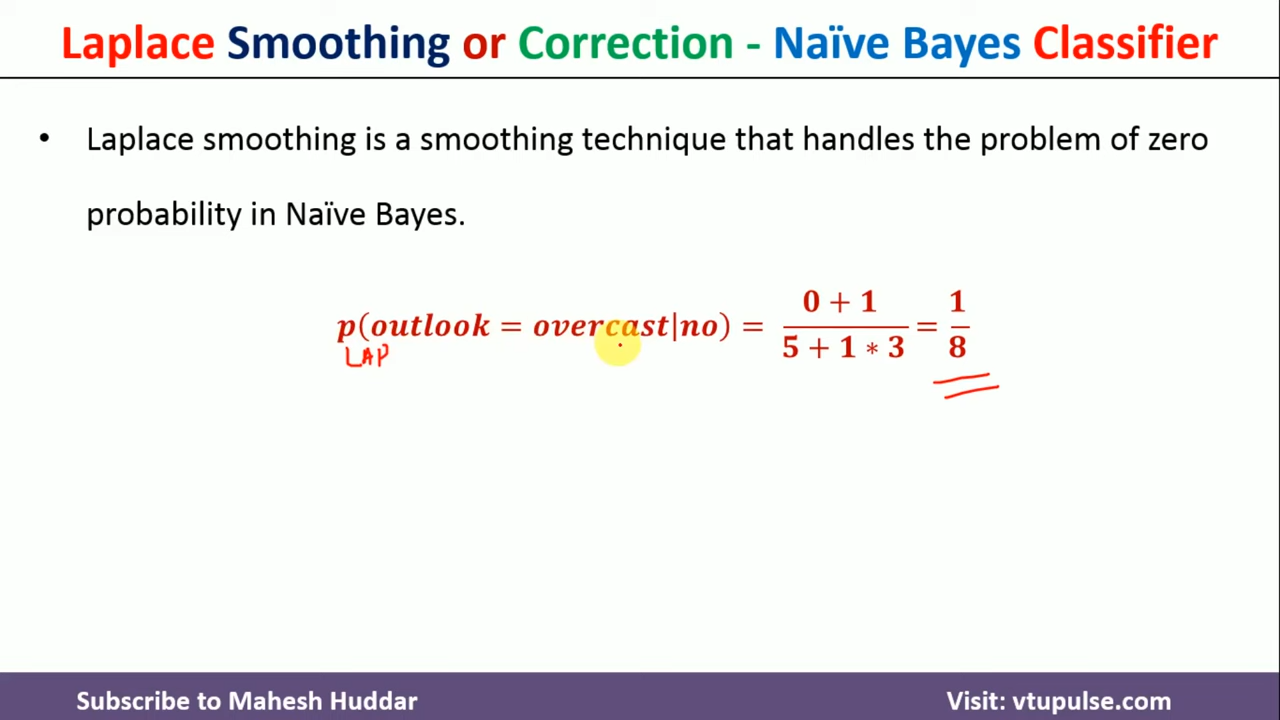 Laplace Smoothing or Correction - Naïve Bayes Classifier
• Laplace smoothing is a smoothing technique that handles the problem of zero
probability in Naïve Bayes.
p(outlook = overcast|no) = (0 + 1)/(5 + 1 * 3) = 1/8
LAP
Subscribe to Mahesh Huddar
Visit: vtupulse.com